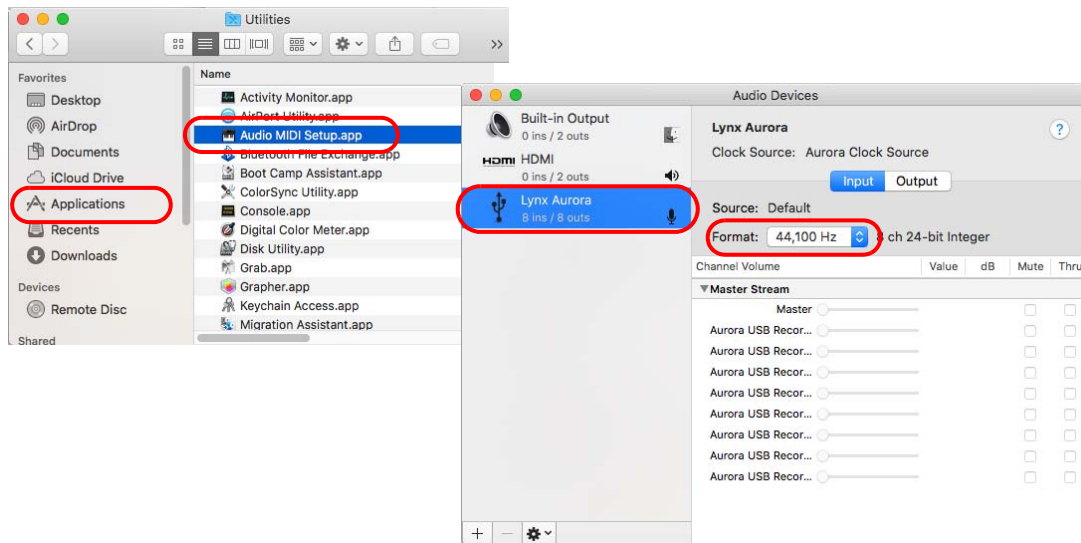 Utilities
Favorites
Desktop
AirDrop
Documents
iCloud Drive
Applications
Recents
Downloads
Devices
Remote Disc
Shared
Name
Activity Monitor.app
AirPort Utility.app
Audio MIDI Setup.app
Bluetooth File Exchange.app
Boot Camp Assistant.app
ColorSync Utility.app
Console.app
Digital Color Meter.app
Disk Utility.app
Grab.app
Grapher.app
Keychain Access.app
Migration Assistant.app
Audio Devices
Built-in Output
0 ins / 2 outs
HDMI HDMI
0 ins / 2 outs
Lynx Aurora
8 ins / 8 outs
Lynx Aurora
?
Clock Source: Aurora Clock Source
Input Output
Source: Default
Format: 44,100 Hz ch 24-bit Integer
Channel Volume Value dB Mute Thru
Master Stream
Master
Aurora USB Recor...
Aurora USB Recor...
Aurora USB Recor...
Aurora USB Recor...
Aurora USB Recor...
Aurora USB Recor...
Aurora USB Recor...
Aurora USB Recor...